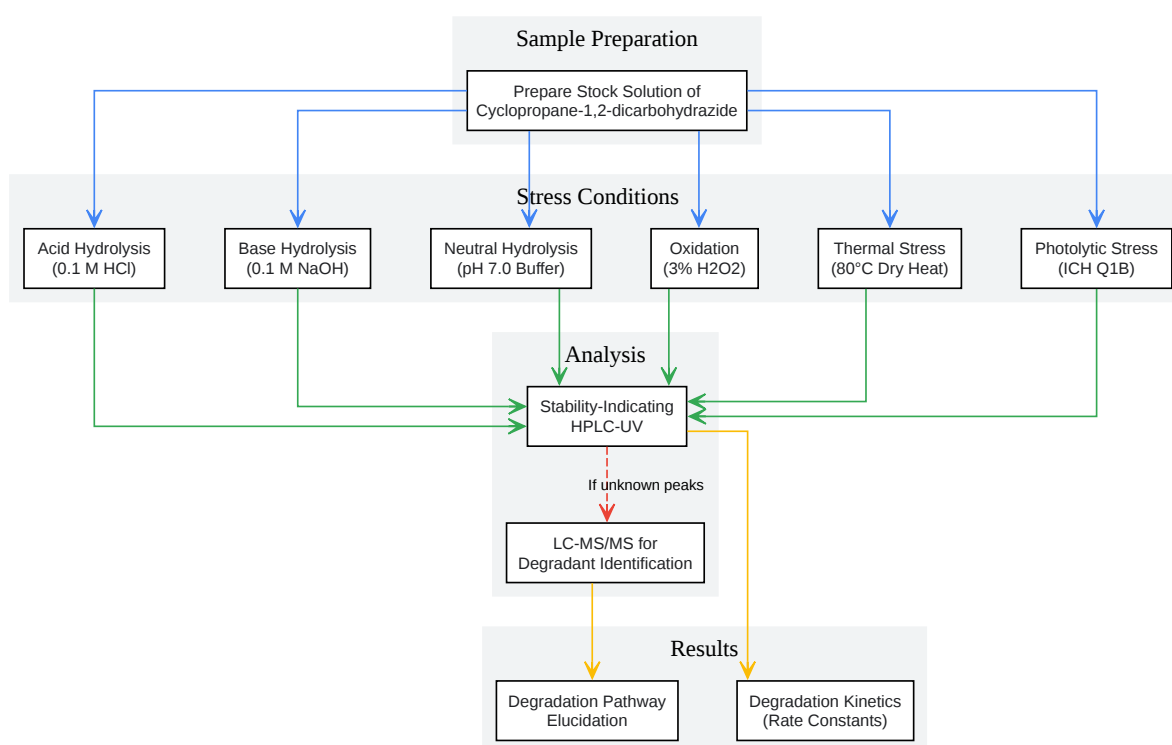 Sample Preparation
Prepare Stock Solution of
Cyclopropane-1,2-dicarbohydrazide
Stress Conditions
Acid Hydrolysis
(0.1 M HCl)
Base Hydrolysis
(0.1 M NaOH)
Neutral Hydrolysis
(pH 7.0 Buffer)
Oxidation
(3% H2O2)
Thermal Stress
(80°C Dry Heat)
Photolytic Stress
(ICH Q1B)
Analysis
Stability-Indicating
HPLC-UV
If unknown peaks
LC-MS/MS for
Degradant Identification
Results
Degradation Pathway
Elucidation
Degradation Kinetics
(Rate Constants)